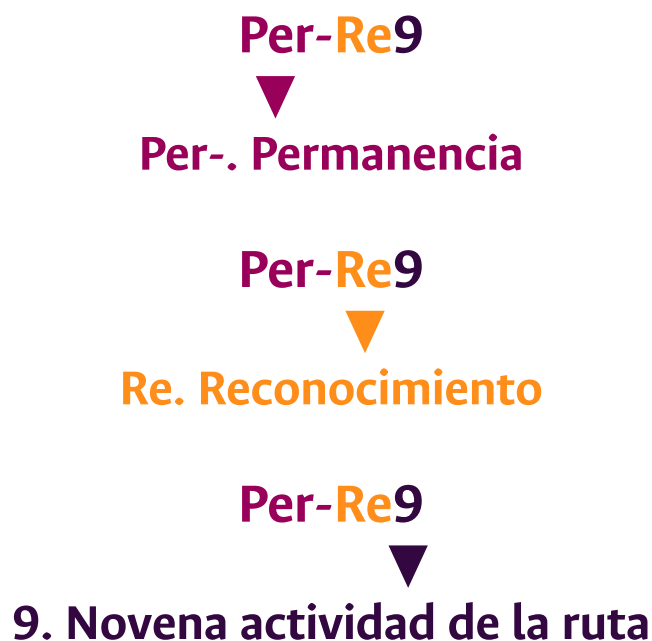 Per-Re9
Per-. Permanencia
Per-Re9
Re. Reconocimiento
Per-Re9
9. Novena actividad de la ruta